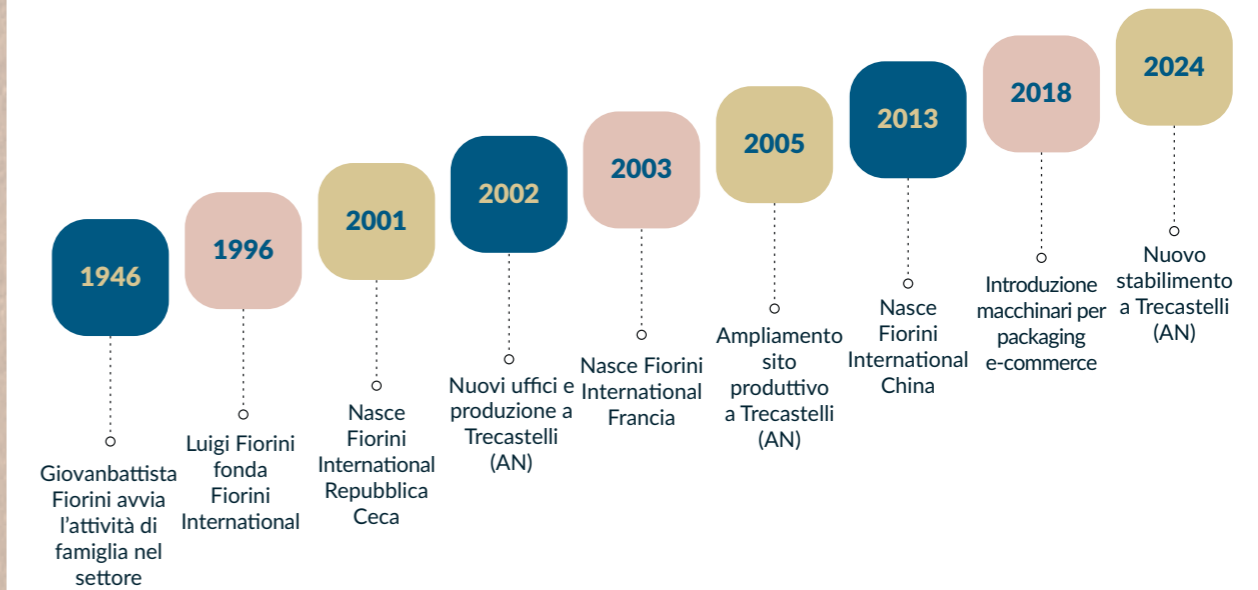 1946
Giovanbattista
Fiorini avvia
l'attività di
famiglia nel
settore
1996
Luigi Fiorini
fonda
Fiorini
International
2001
Nasce
Fiorini
International
Repubblica
Ceca
2002
Nuovi uffici e
produzione a
Trecastelli
(AN)
2003
Nasce Fiorini
International
Francia
2005
Ampliamento
sito
produttivo
a Trecastelli
(AN)
2013
Nasce
Fiorini
International
China
2018
Introduzione
macchinari per
packaging
e-commerce
2024
Nuovo
stabilimento
a Trecastelli
(AN)